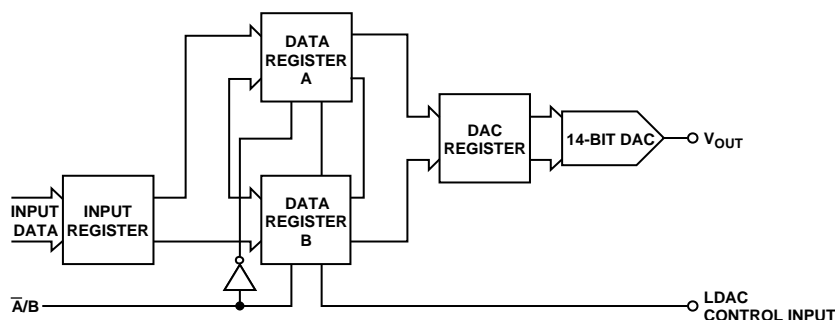 DATA
REGISTER
A
DAC
REGISTER
14-BIT DAC
VOUT
INPUT
DATA
INPUT
REGISTER
DATA
REGISTER
B
A̅/B
LDAC
CONTROL INPUT